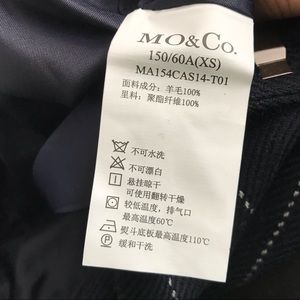 MO&Co.
150/60A(XS)
MA154CAS14-T01
面料成分：羊毛100%
里料：聚酯纤维100%
不可水洗
不可漂白
悬挂晾干
可使用翻转干燥
较低温度，排气口
最高温度60℃
熨斗底板最高温度110℃
缓和干洗